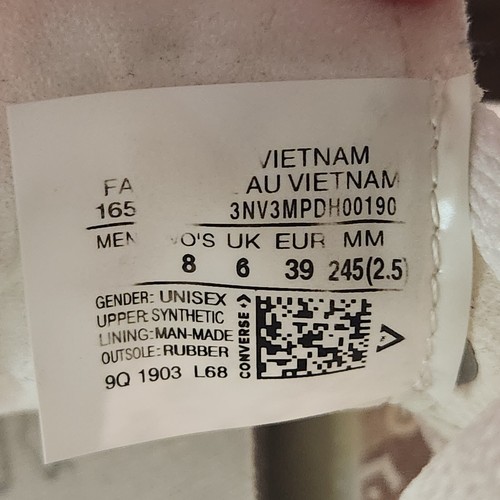 VIETNAM
FA AU VIETNAM
165 3NV3MPDH00190
MEN O'S UK EUR MM
8 6 39 245(2.5)
GENDER: UNISEX
UPPER: SYNTHETIC
LINING: MAN-MADE
OUTSOLE: RUBBER
9Q 1903 L68
CONVERSE